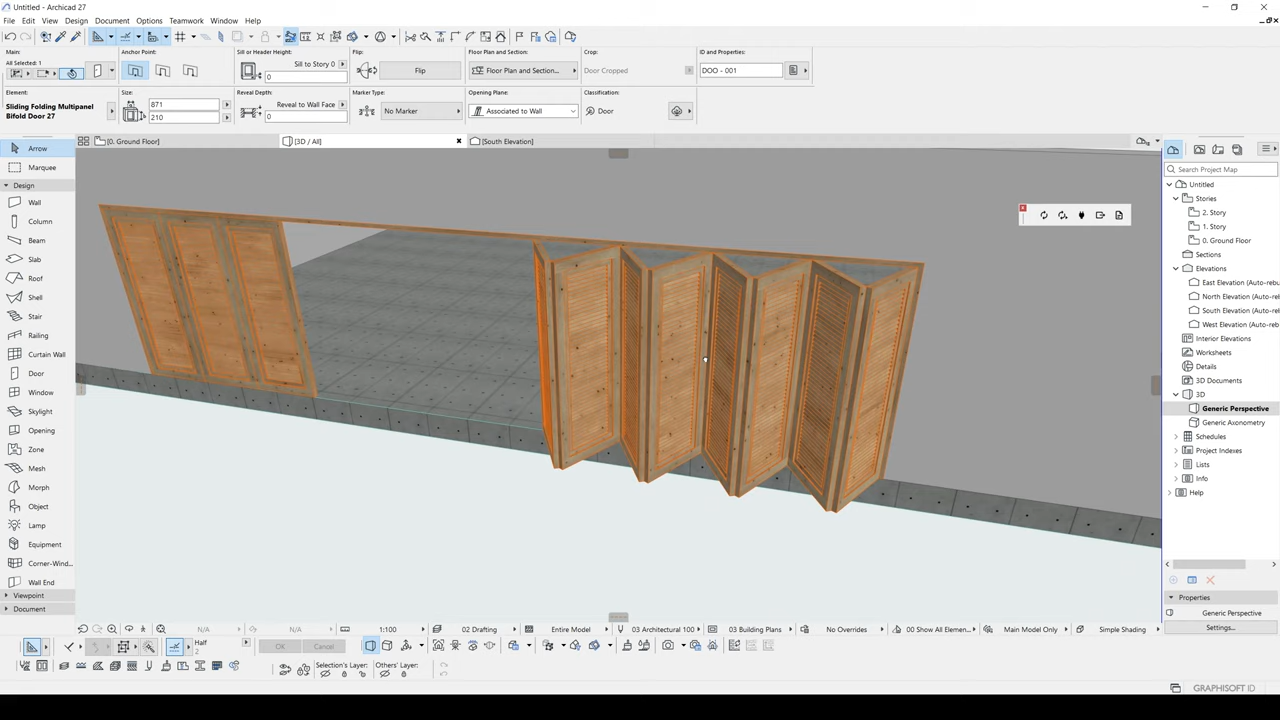 Untitled - Archicad 27
File Edit View Design Document Options Teamwork Window Help
Main:
All Selected: 1
Element:
Sliding Folding Multipanel
Bifold Door 27
Anchor Point:
Size:
871
210
Sill or Header Height:
Sill to Story 0
0
Reveal Depth:
Reveal to Wall Face
0
Flip:
Flip
Marker Type:
No Marker
Floor Plan and Section:
Floor Plan and Section...
Opening Plane:
Associated to Wall
Crop:
Door Cropped
Classification:
Door
ID and Properties:
DOO - 001
[0. Ground Floor]
[3D / All]
[South Elevation]
Arrow
Marquee
Design
Wall
Column
Beam
Slab
Roof
Shell
Stair
Railing
Curtain Wall
Door
Window
Skylight
Opening
Zone
Mesh
Morph
Object
Lamp
Equipment
Corner-Wind...
Wall End
Viewpoint
Document
Search Project Map
Untitled
Stories
2. Story
1. Story
0. Ground Floor
Sections
Elevations
East Elevation (Auto-reb
North Elevation (Auto-re
South Elevation (Auto-re
West Elevation (Auto-reb
Interior Elevations
Worksheets
Details
3D Documents
3D
Generic Perspective
Generic Axonometry
Schedules
Project Indexes
Lists
Info
Help
Properties
Generic Perspective
Settings...
N/A
N/A
1:100
02 Drafting
Entire Model
03 Architectural 100
03 Building Plans
No Overrides
00 Show All Elemen...
Main Model Only
Simple Shading
Half
2
OK
Cancel
Selection's Layer:
Others' Layer:
GRAPHISOFT ID